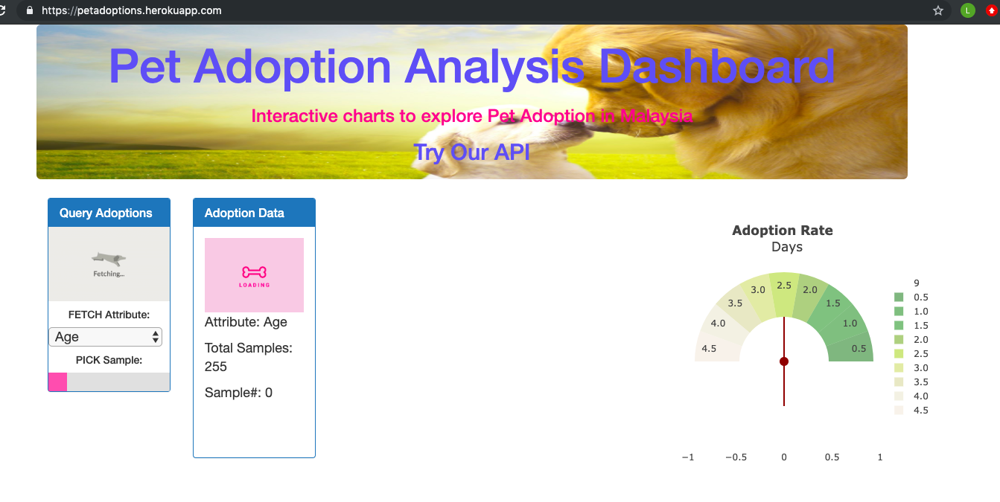 https://petadoptions.herokuapp.com
L
Pet Adoption Analysis Dashboard
Interactive charts to explore Pet Adoption in Malaysia
Try Our API
Query Adoptions
Fetching...
FETCH Attribute:
Age
PICK Sample:
Adoption Data
LOADING
Attribute: Age
Total Samples:
255
Sample#: 0
Adoption Rate
Days
4.5
4.0
3.5
3.0
2.5
2.0
1.5
1.0
0.5
9
0.5
1.0
1.5
2.0
2.5
3.0
3.5
4.0
4.5
−1 −0.5 0 0.5 1